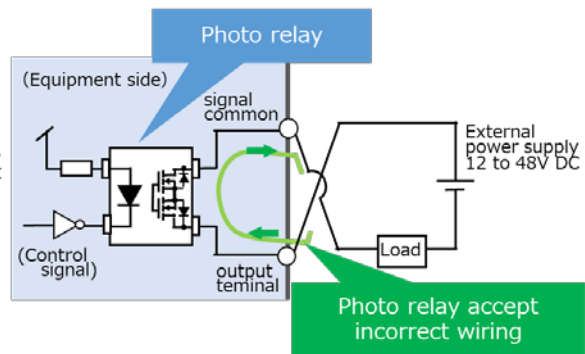 Photo relay
(Equipment side)
signal
common
External
power supply
12 to 48V DC
Load
(Control
signal)
output
teminal
Photo relay accept
incorrect wiring